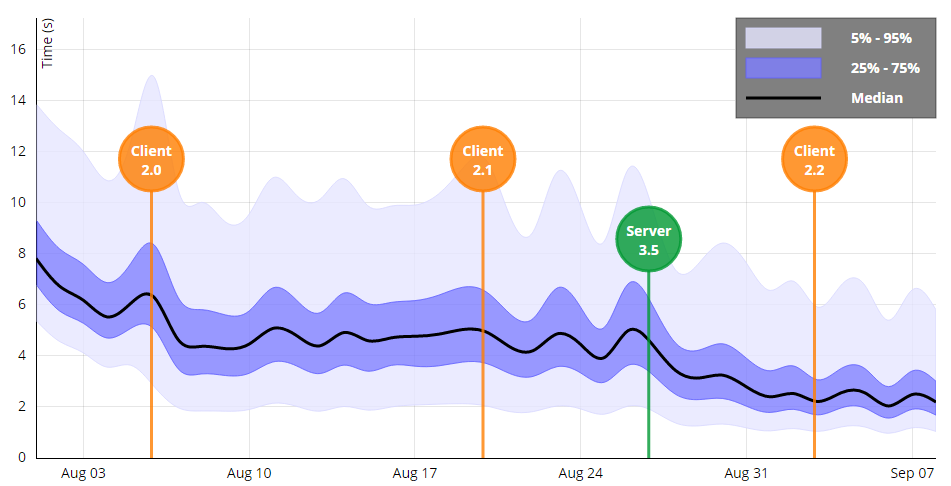 Time (s)
16
14
12
10
8
6
4
2
0
5% - 95%
25% - 75%
Median
Client
2.0
Client
2.1
Server
3.5
Client
2.2
Aug 03
Aug 10
Aug 17
Aug 24
Aug 31
Sep 07